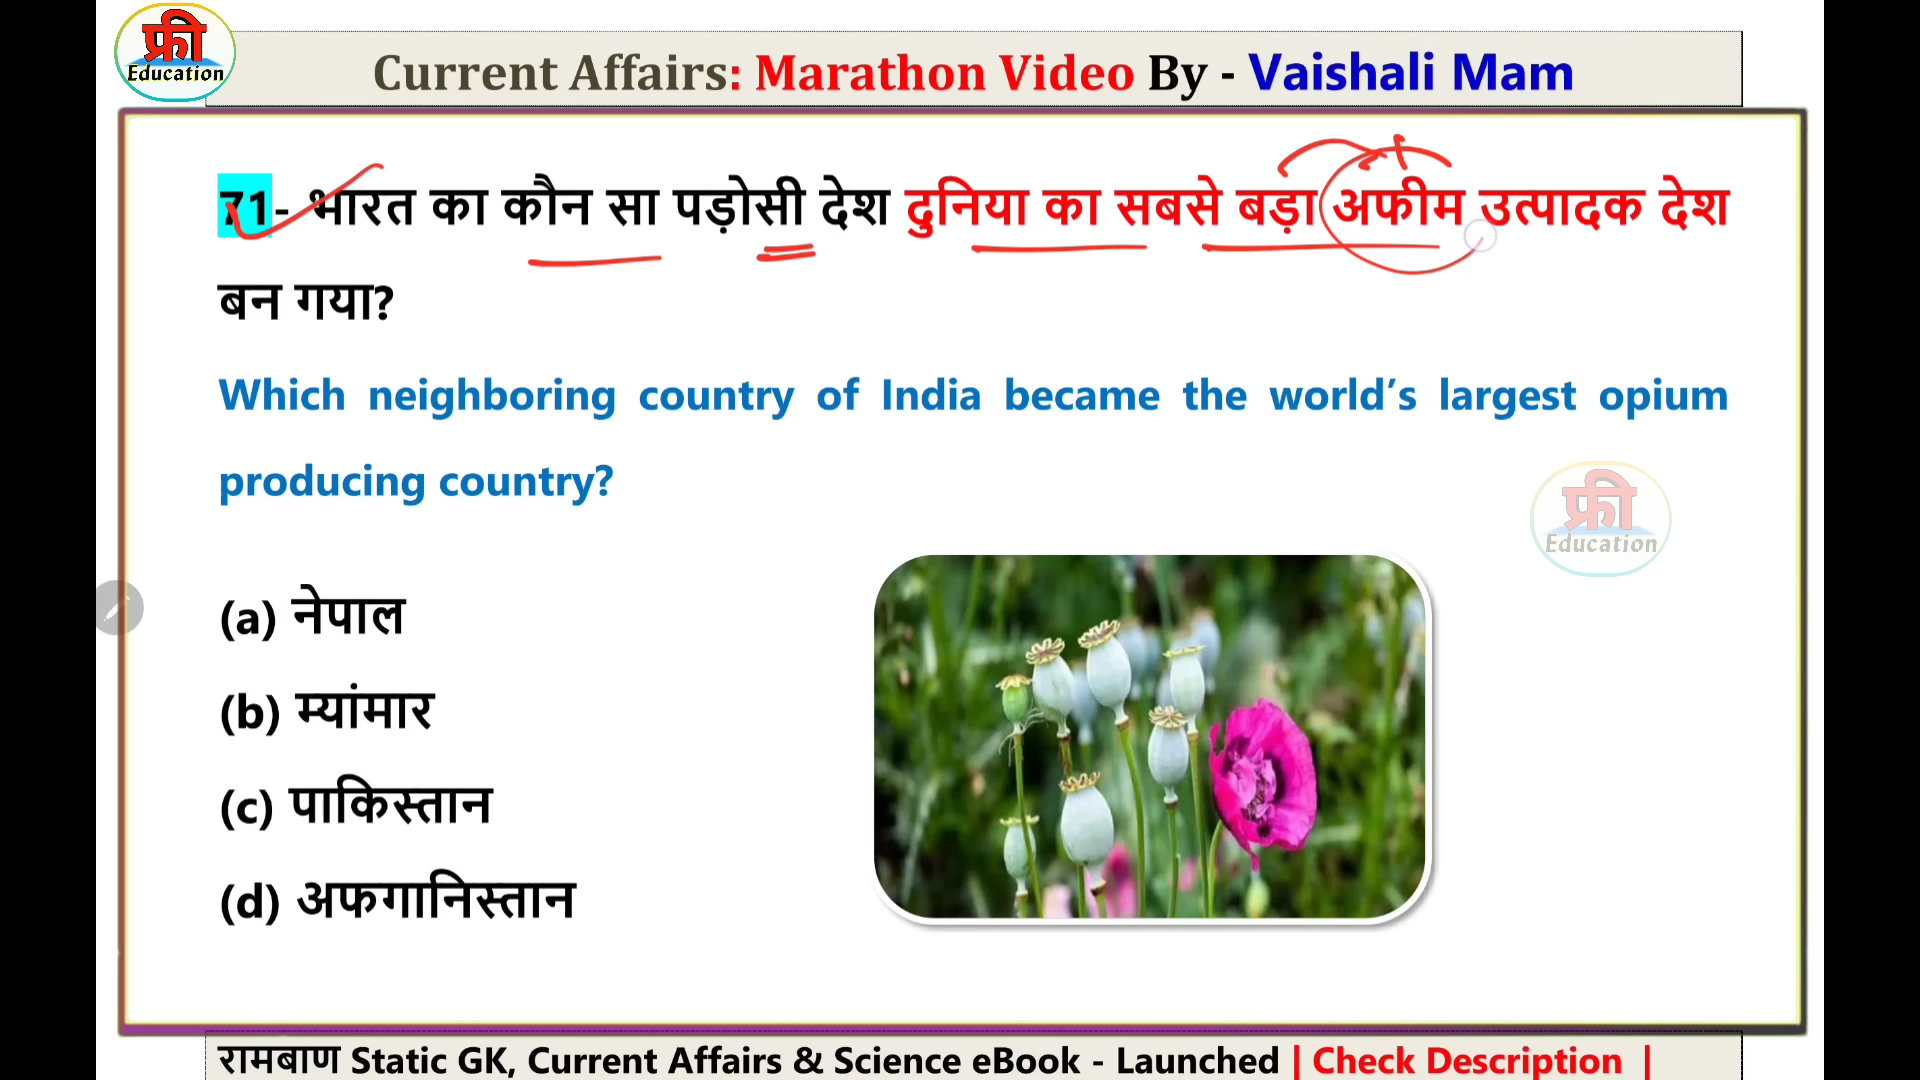 फ्री
Education
Current Affairs: Marathon Video By - Vaishali Mam
71- भारत का कौन सा पड़ोसी देश दुनिया का सबसे बड़ा अफीम उत्पादक देश
बन गया?
Which neighboring country of India became the world’s largest opium
producing country?
फ्री
Education
(a) नेपाल
(b) म्यांमार
(c) पाकिस्तान
(d) अफगानिस्तान
रामबाण Static GK, Current Affairs & Science eBook - Launched | Check Description |